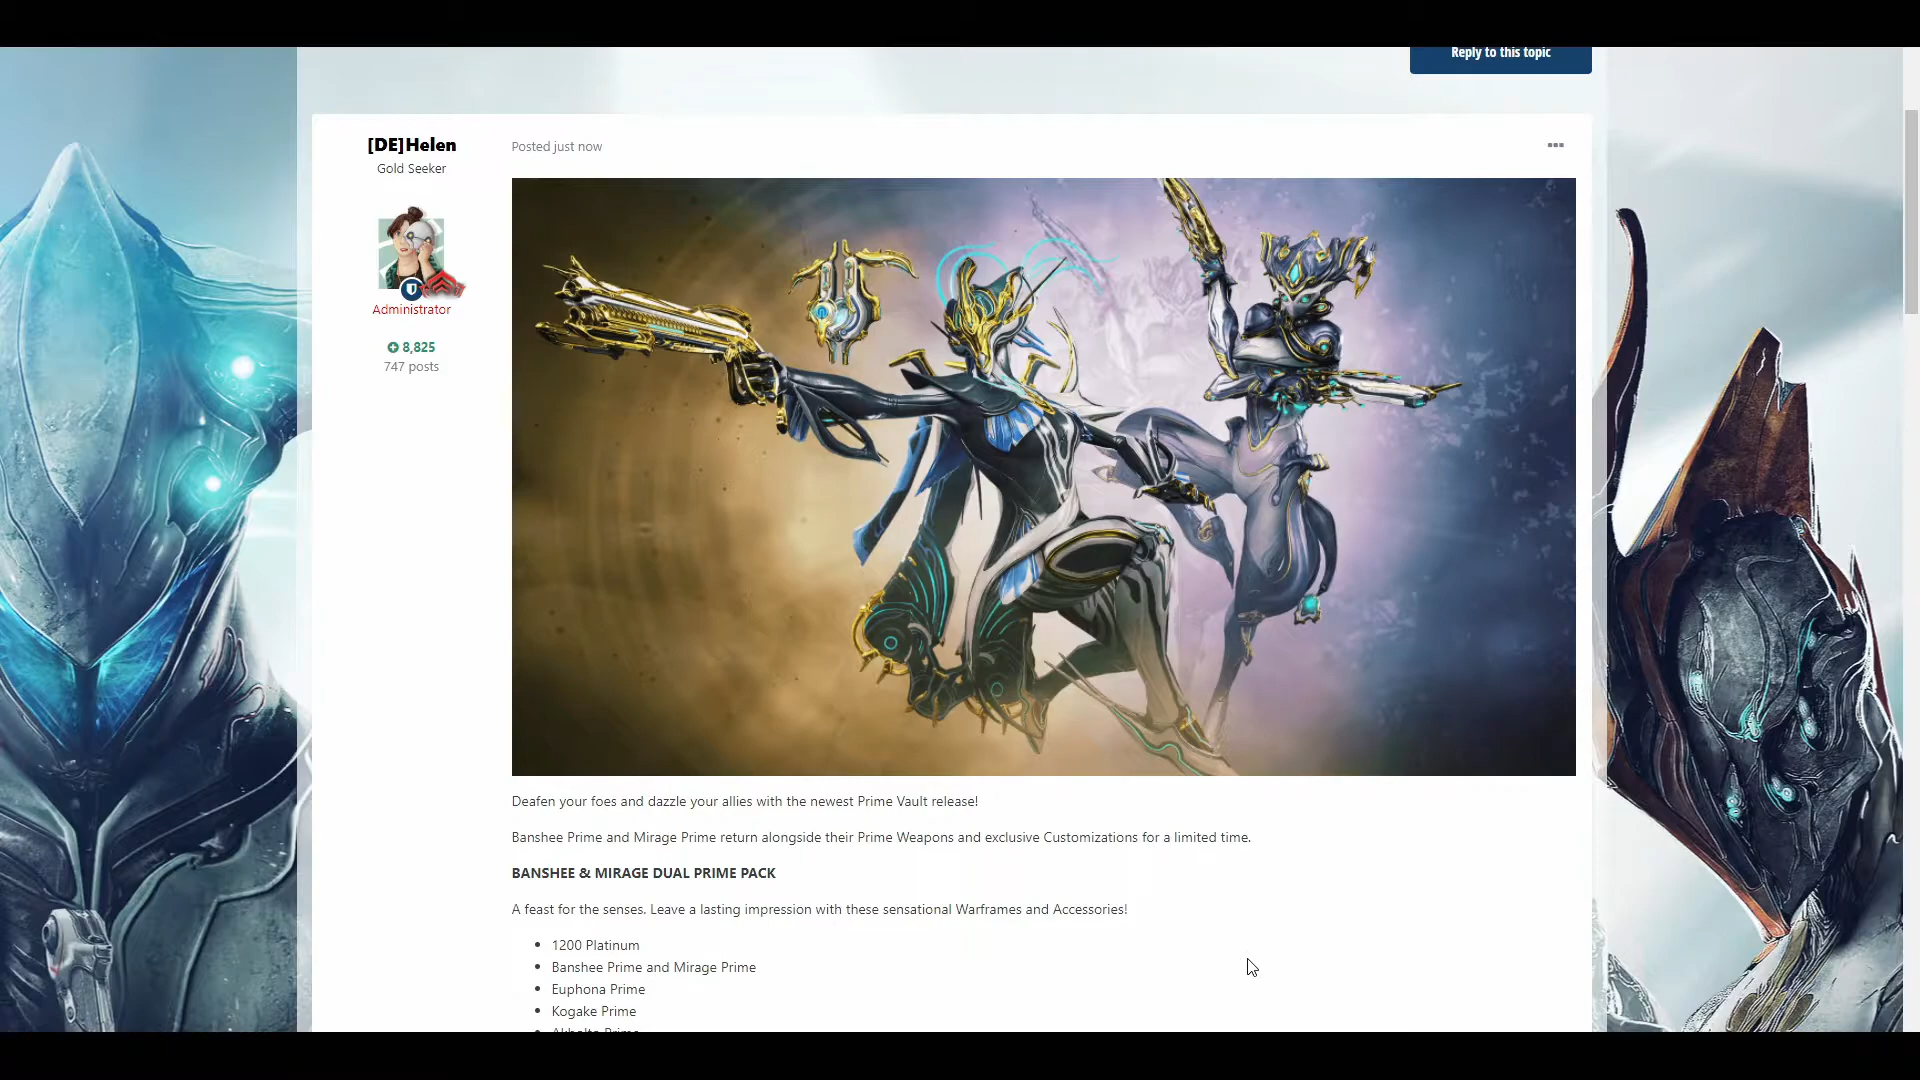 Reply to this topic
[DE]Helen
Gold Seeker
Posted just now
Administrator
8,825
747 posts
Deafen your foes and dazzle your allies with the newest Prime Vault release!
Banshee Prime and Mirage Prime return alongside their Prime Weapons and exclusive Customizations for a limited time.
BANSHEE & MIRAGE DUAL PRIME PACK
A feast for the senses. Leave a lasting impression with these sensational Warframes and Accessories!
1200 Platinum
Banshee Prime and Mirage Prime
Euphona Prime
Kogake Prime